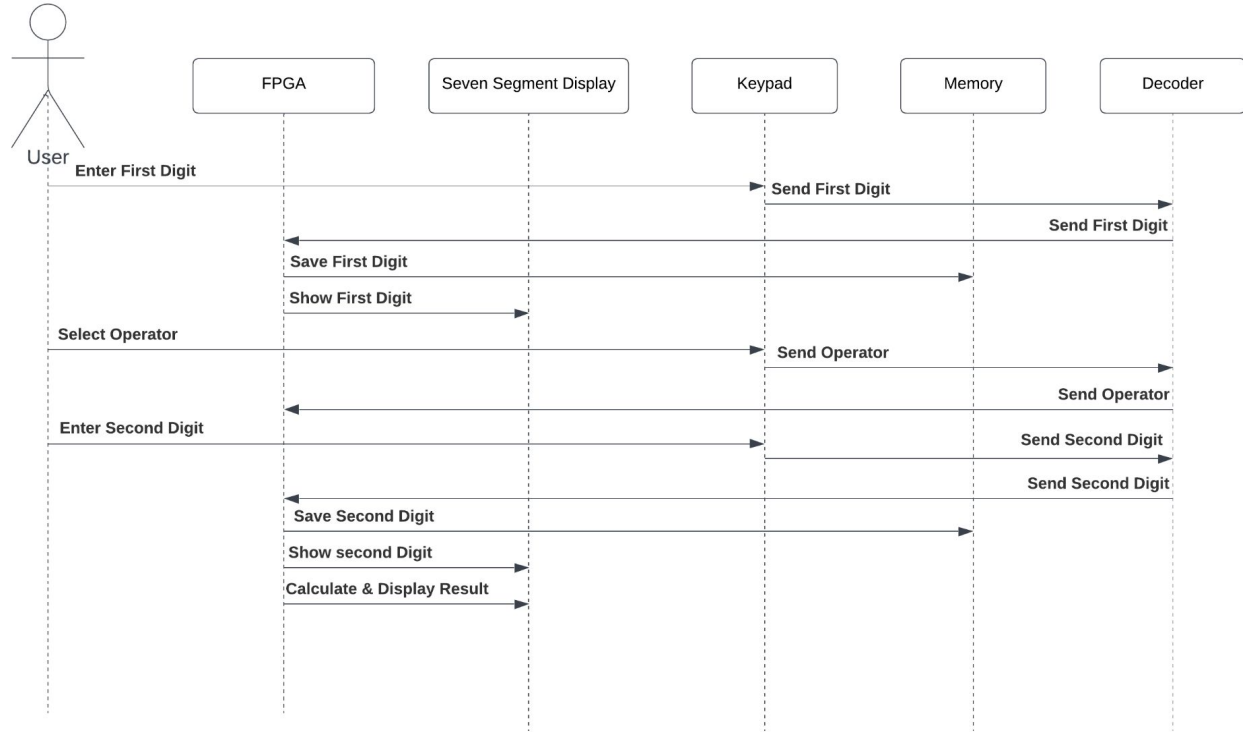 FPGA
Seven Segment Display
Keypad
Memory
Decoder
User
Enter First Digit
Send First Digit
Send First Digit
Save First Digit
Show First Digit
Select Operator
Send Operator
Send Operator
Enter Second Digit
Send Second Digit
Send Second Digit
Save Second Digit
Show second Digit
Calculate & Display Result